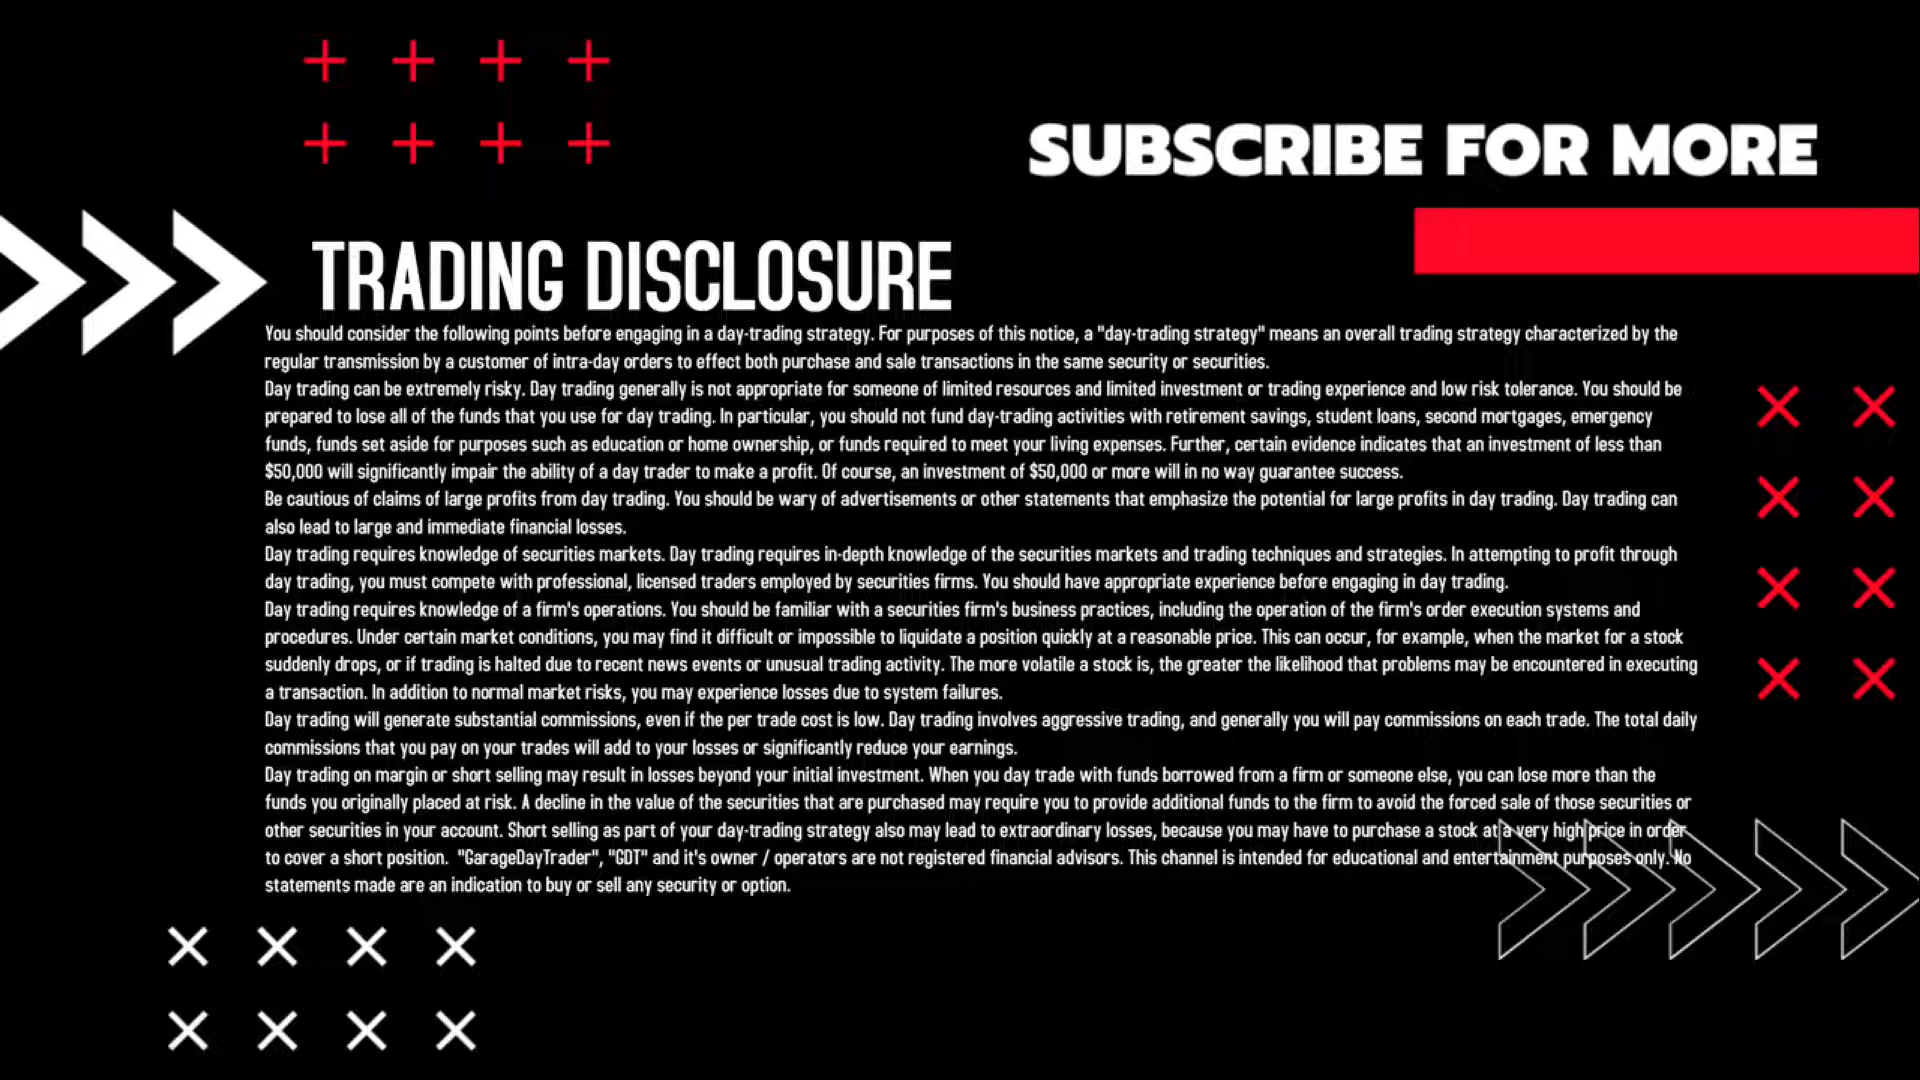 SUBSCRIBE FOR MORE
TRADING DISCLOSURE
You should consider the following points before engaging in a day-trading strategy. For purposes of this notice, a "day-trading strategy" means an overall trading strategy characterized by the
regular transmission by a customer of intra-day orders to effect both purchase and sale transactions in the same security or securities.
Day trading can be extremely risky. Day trading generally is not appropriate for someone of limited resources and limited investment or trading experience and low risk tolerance. You should be
prepared to lose all of the funds that you use for day trading. In particular, you should not fund day-trading activities with retirement savings, student loans, second mortgages, emergency
funds, funds set aside for purposes such as education or home ownership, or funds required to meet your living expenses. Further, certain evidence indicates that an investment of less than
$50,000 will significantly impair the ability of a day trader to make a profit. Of course, an investment of $50,000 or more will in no way guarantee success.
Be cautious of claims of large profits from day trading. You should be wary of advertisements or other statements that emphasize the potential for large profits in day trading. Day trading can
also lead to large and immediate financial losses.
Day trading requires knowledge of securities markets. Day trading requires in-depth knowledge of the securities markets and trading techniques and strategies. In attempting to profit through
day trading, you must compete with professional, licensed traders employed by securities firms. You should have appropriate experience before engaging in day trading.
Day trading requires knowledge of a firm's operations. You should be familiar with a securities firm's business practices, including the operation of the firm's order execution systems and
procedures. Under certain market conditions, you may find it difficult or impossible to liquidate a position quickly at a reasonable price. This can occur, for example, when the market for a stock
suddenly drops, or if trading is halted due to recent news events or unusual trading activity. The more volatile a stock is, the greater the likelihood that problems may be encountered in executing
a transaction. In addition to normal market risks, you may experience losses due to system failures.
Day trading will generate substantial commissions, even if the per trade cost is low. Day trading involves aggressive trading, and generally you will pay commissions on each trade. The total daily
commissions that you pay on your trades will add to your losses or significantly reduce your earnings.
Day trading on margin or short selling may result in losses beyond your initial investment. When you day trade with funds borrowed from a firm or someone else, you can lose more than the
funds you originally placed at risk. A decline in the value of the securities that are purchased may require you to provide additional funds to the firm to avoid the forced sale of those securities or
other securities in your account. Short selling as part of your day-trading strategy also may lead to extraordinary losses, because you may have to purchase a stock at a very high price in order
to cover a short position. "GarageDayTrader", "GDT" and it's owner / operators are not registered financial advisors. This channel is intended for educational and entertainment purposes only. No
statements made are an indication to buy or sell any security or option.